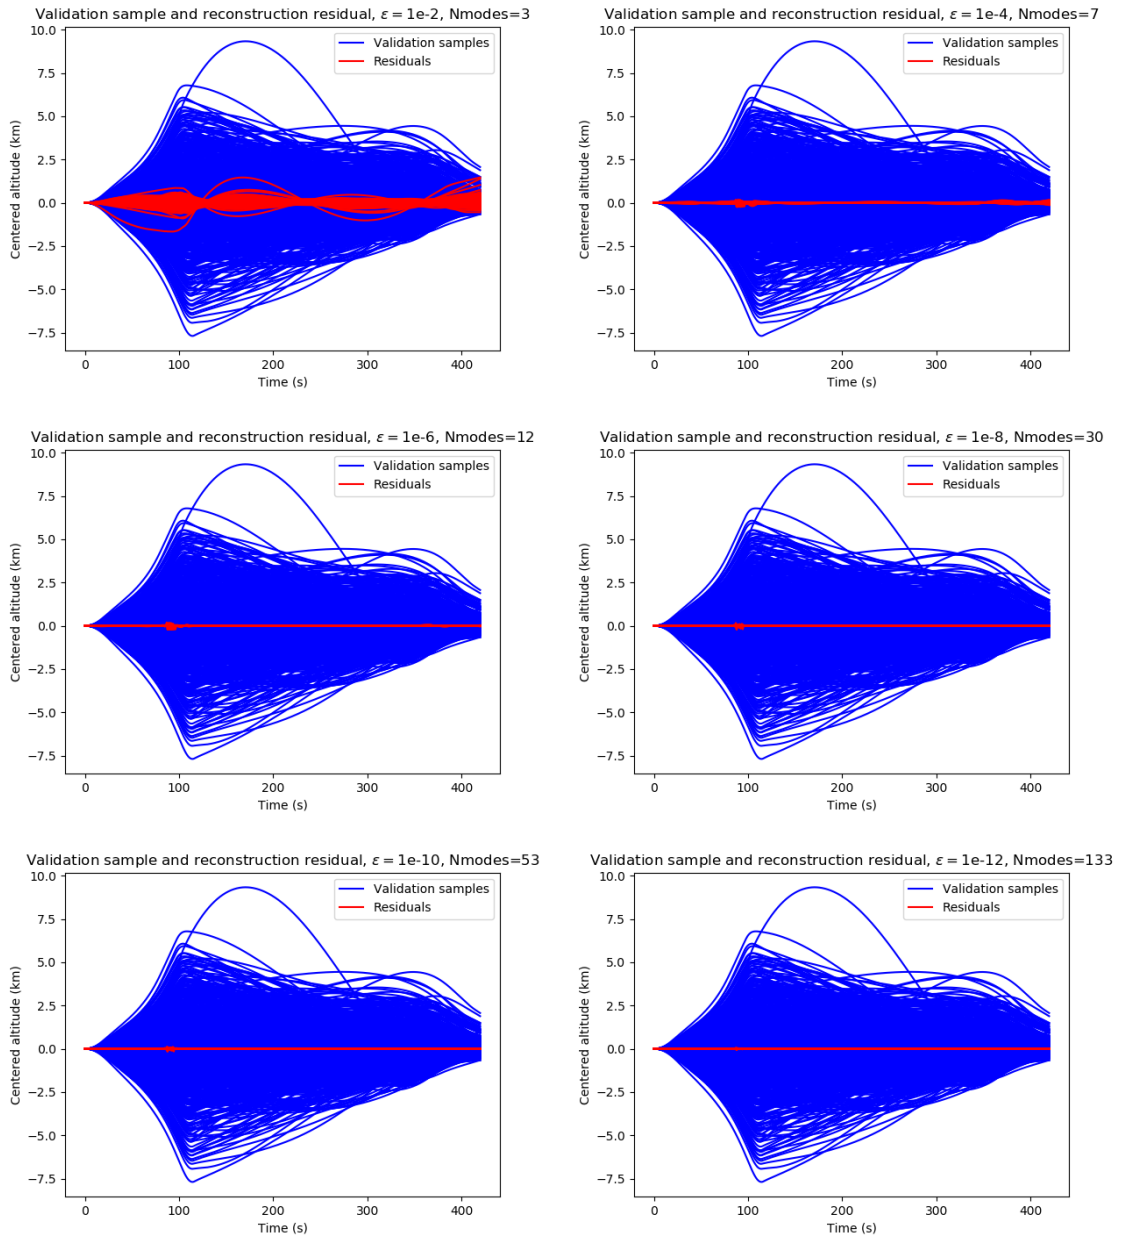 Validation sample and reconstruction residual, ε = 1e-2, Nmodes=3
10.0
7.5
5.0
2.5
0.0
−2.5
−5.0
−7.5
Centered altitude (km)
Validation samples
Residuals
0 100 200 300 400
Time (s)
Validation sample and reconstruction residual, ε = 1e-4, Nmodes=7
10.0
7.5
5.0
2.5
0.0
−2.5
−5.0
−7.5
Centered altitude (km)
Validation samples
Residuals
0 100 200 300 400
Time (s)
Validation sample and reconstruction residual, ε = 1e-6, Nmodes=12
10.0
7.5
5.0
2.5
0.0
−2.5
−5.0
−7.5
Centered altitude (km)
Validation samples
Residuals
0 100 200 300 400
Time (s)
Validation sample and reconstruction residual, ε = 1e-8, Nmodes=30
10.0
7.5
5.0
2.5
0.0
−2.5
−5.0
−7.5
Centered altitude (km)
Validation samples
Residuals
0 100 200 300 400
Time (s)
Validation sample and reconstruction residual, ε = 1e-10, Nmodes=53
10.0
7.5
5.0
2.5
0.0
−2.5
−5.0
−7.5
Centered altitude (km)
Validation samples
Residuals
0 100 200 300 400
Time (s)
Validation sample and reconstruction residual, ε = 1e-12, Nmodes=133
10.0
7.5
5.0
2.5
0.0
−2.5
−5.0
−7.5
Centered altitude (km)
Validation samples
Residuals
0 100 200 300 400
Time (s)